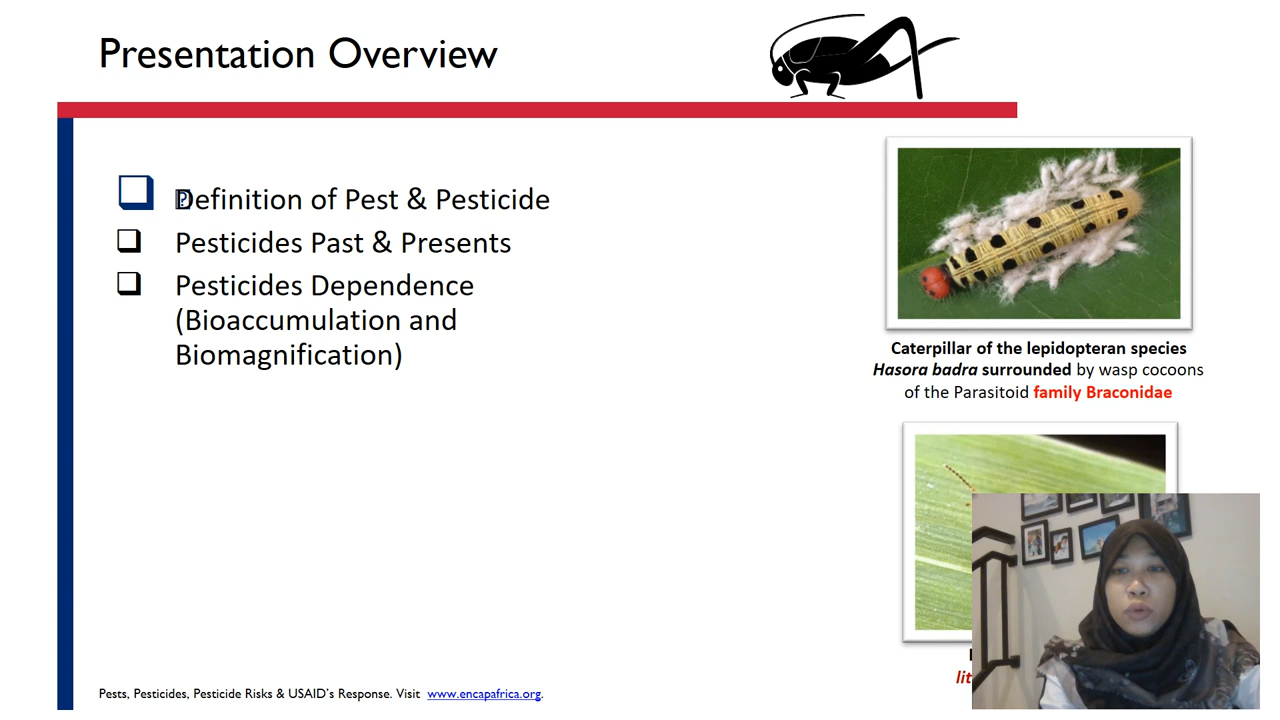 Presentation Overview
❑ Definition of Pest & Pesticide
❑ Pesticides Past & Presents
❑ Pesticides Dependence
(Bioaccumulation and
Biomagnification)
Caterpillar of the lepidopteran species
Hasora badra surrounded by wasp cocoons
of the Parasitoid family Braconidae
lit
Pests, Pesticides, Pesticide Risks & USAID's Response. Visit www.encapafrica.org.